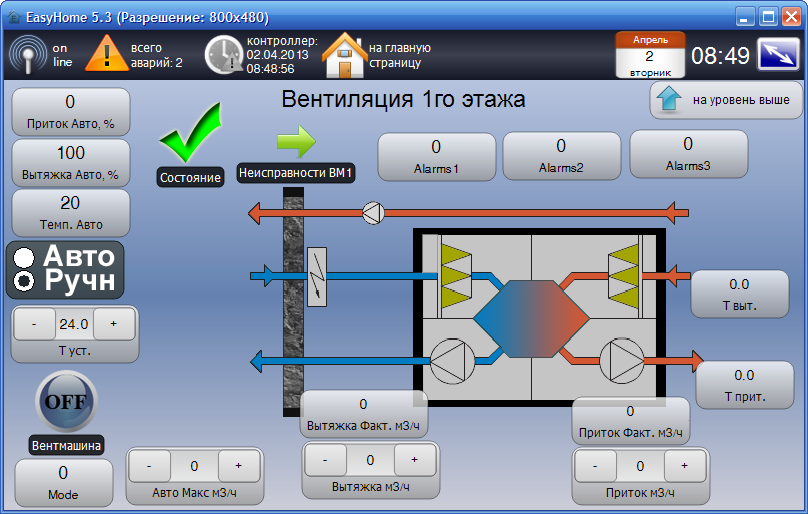 EasyHome 5.3 (Разрешение: 800x480)
on
line
всего
аварий: 2
контроллер:
02.04.2013
08:48:56
на главную
страницу
Апрель
2
вторник
08:49
Вентиляция 1го этажа
на уровень выше
0
Приток Авто, %
100
Вытяжка Авто, %
20
Темп. Авто
Состояние
Неисправности ВМ1
0
Alarms1
0
Alarms2
0
Alarms3
Авто
Ручн
- 24.0 +
Т уст.
0.0
Т выт.
0.0
Т прит.
OFF
Вентмашина
0
Mode
0
Вытяжка Факт. м3/ч
0
Приток Факт. м3/ч
- 0 +
Авто Макс м3/ч
- 0 +
Вытяжка м3/ч
- 0 +
Приток м3/ч